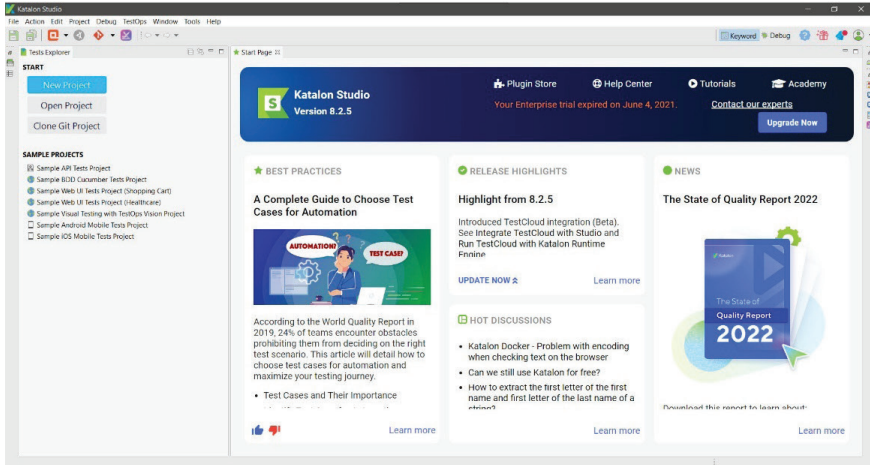 Katalon Studio
File Action Edit Project Debug TestOps Window Tools Help
Keyword Debug
Tests Explorer
Start Page
START
New Project
Open Project
Clone Git Project
SAMPLE PROJECTS
Sample API Tests Project
Sample BDD Cucumber Tests Project
Sample Web UI Tests Project (Shopping Cart)
Sample Web UI Tests Project (Healthcare)
Sample Visual Testing with TestOps Vision Project
Sample Android Mobile Tests Project
Sample iOS Mobile Tests Project
S
Katalon Studio
Version 8.2.5
Plugin Store Help Center Tutorials Academy
Your Enterprise trial expired on June 4, 2021. Contact our experts
Upgrade Now
BEST PRACTICES
A Complete Guide to Choose Test
Cases for Automation
AUTOMATION?
TEST CASE?
According to the World Quality Report in
2019, 24% of teams encounter obstacles
prohibiting them from deciding on the right
test scenario. This article will detail how to
choose test cases for automation and
maximize your testing journey.
• Test Cases and Their Importance
Learn more
RELEASE HIGHLIGHTS
Highlight from 8.2.5
Introduced TestCloud integration (Beta).
See Integrate TestCloud with Studio and
Run TestCloud with Katalon Runtime
Engine
UPDATE NOW Learn more
HOT DISCUSSIONS
• Katalon Docker - Problem with encoding
when checking text on the browser
• Can we still use Katalon for free?
• How to extract the first letter of the first
name and first letter of the last name of a
string?
Learn more
NEWS
The State of Quality Report 2022
Katalon
The State of
Quality Report
2022
Download this report to learn about:
Learn more